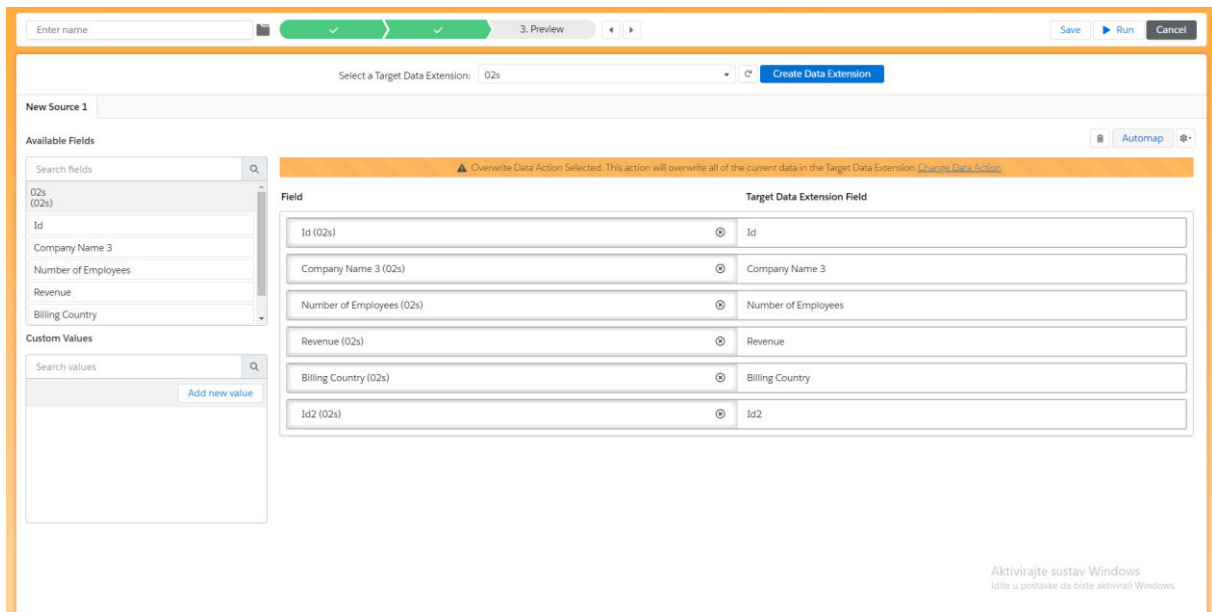 Enter name
3. Preview
Save
Run
Cancel
Select a Target Data Extension: 02s
Create Data Extension
New Source 1
Available Fields
Automap
Search fields
Overwrite Data Action Selected. This action will overwrite all of the current data in the Target Data Extension. Change Data Action
02s
(02s)
Id
Company Name 3
Number of Employees
Revenue
Billing Country
Custom Values
Search values
Add new value
Field Target Data Extension Field
Id (02s) Id
Company Name 3 (02s) Company Name 3
Number of Employees (02s) Number of Employees
Revenue (02s) Revenue
Billing Country (02s) Billing Country
Id2 (02s) Id2
Aktivirajte sustav Windows
Idite u postavke da biste aktivirali Windows.